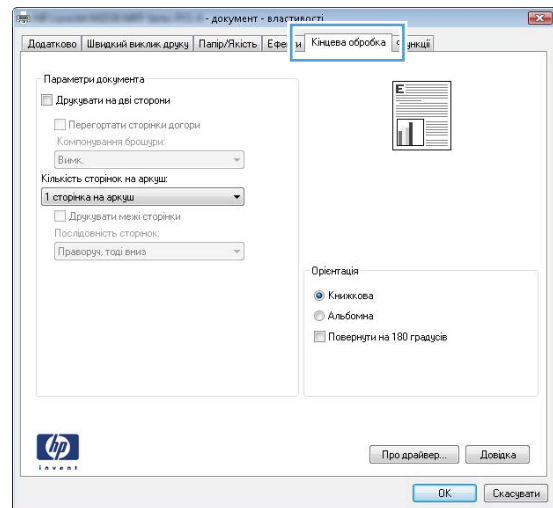 - документ - властивості
Додатково Швидкий виклик друку Папір/Якість Кінцева обробка
Параметри документа
Друкувати на дві сторони
Перегортати сторінки догори
Компонування брошури:
Вимк.
Кількість сторінок на аркуш:
1 сторінка на аркуш
Друкувати межі сторінки
Послідовність сторінок:
Праворуч, тоді вниз
E
Орієнтація
Книжкова
Альбомна
Повернути на 180 градусів
hp
invent
Про драйвер... Довідка
OK Скасувати